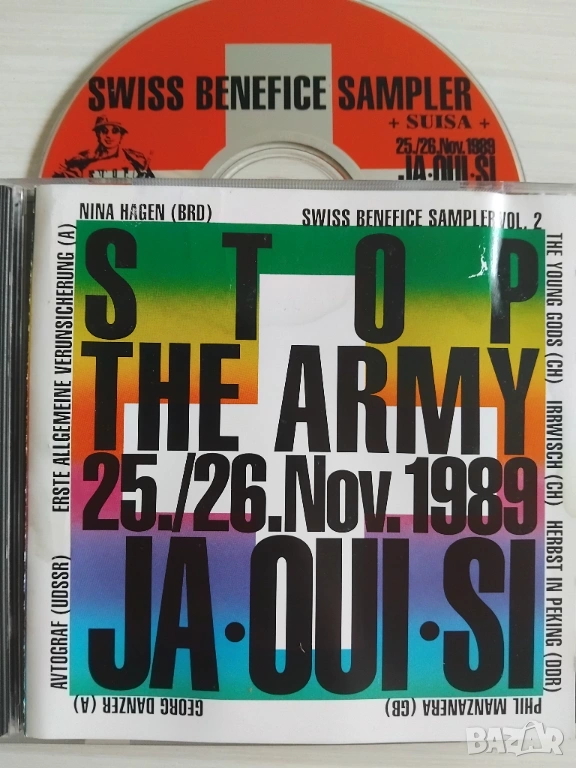 SWISS BENEFICE SAMPLER
+ SUISA +
25./26.Nov.1989
JA·OUI·SI
NINA HAGEN (BRD)
SWISS BENEFICE SAMPLER VOL. 2
STOP
THE ARMY
25./26.Nov.1989
JA·OUI·SI
THE YOUNG GODS (CH)
IRRWISCH (CH)
HERBST IN PEKING (DDR)
PHIL MANZANERA (GB)
GEORG DANZER (A)
AVTOGRAF (UDSSR)
ERSTE ALLGEMEINE VERUNSICHERUNG (A)
BAZAR